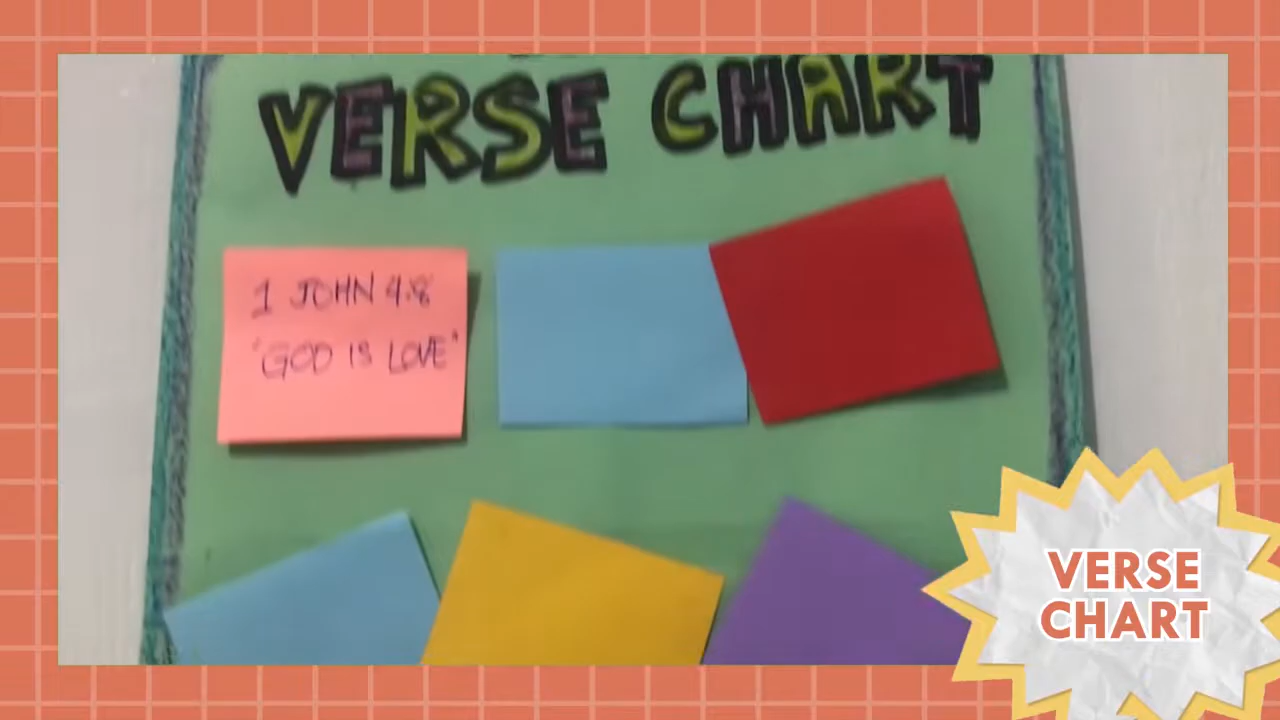 VERSE CHART
1 JOHN 4:8
"GOD IS LOVE"
VERSE
CHART